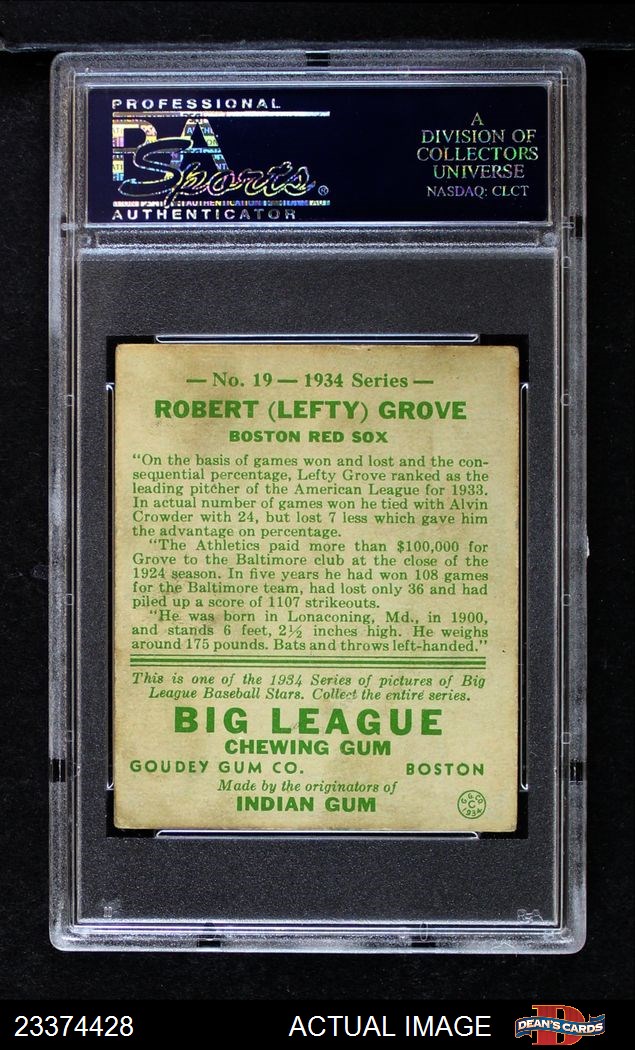 PROFESSIONAL
PSA
Sports®
AUTHENTICATOR
A
DIVISION OF
COLLECTORS
UNIVERSE
NASDAQ: CLCT
— No. 19 — 1934 Series —
ROBERT (LEFTY) GROVE
BOSTON RED SOX
"On the basis of games won and lost and the con-
sequential percentage, Lefty Grove ranked as the
leading pitcher of the American League for 1933.
In actual number of games won he tied with Alvin
Crowder with 24, but lost 7 less which gave him
the advantage on percentage.
"The Athletics paid more than $100,000 for
Grove to the Baltimore club at the close of the
1924 season. In five years he had won 108 games
for the Baltimore team, had lost only 36 and had
piled up a score of 1107 strikeouts.
"He was born in Lonaconing, Md., in 1900,
and stands 6 feet, 2½ inches high. He weighs
around 175 pounds. Bats and throws left-handed."
This is one of the 1934 Series of pictures of Big
League Baseball Stars. Collect the entire series.
BIG LEAGUE
CHEWING GUM
GOUDEY GUM CO. BOSTON
Made by the originators of
INDIAN GUM
G.G.CO
C
1934
PSA
23374428
ACTUAL IMAGE
D
DEAN'S CARDS